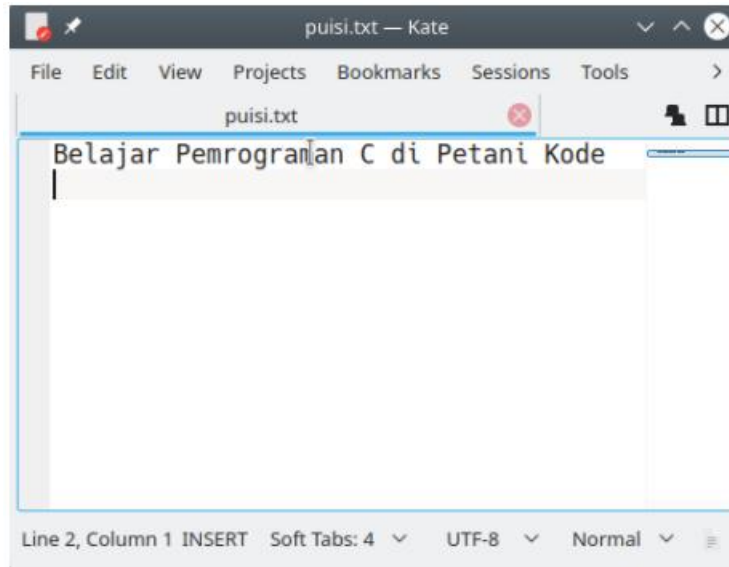 puisi.txt — Kate
File Edit View Projects Bookmarks Sessions Tools
puisi.txt
Belajar Pemrograman C di Petani Kode
Line 2, Column 1 INSERT Soft Tabs: 4 UTF-8 Normal